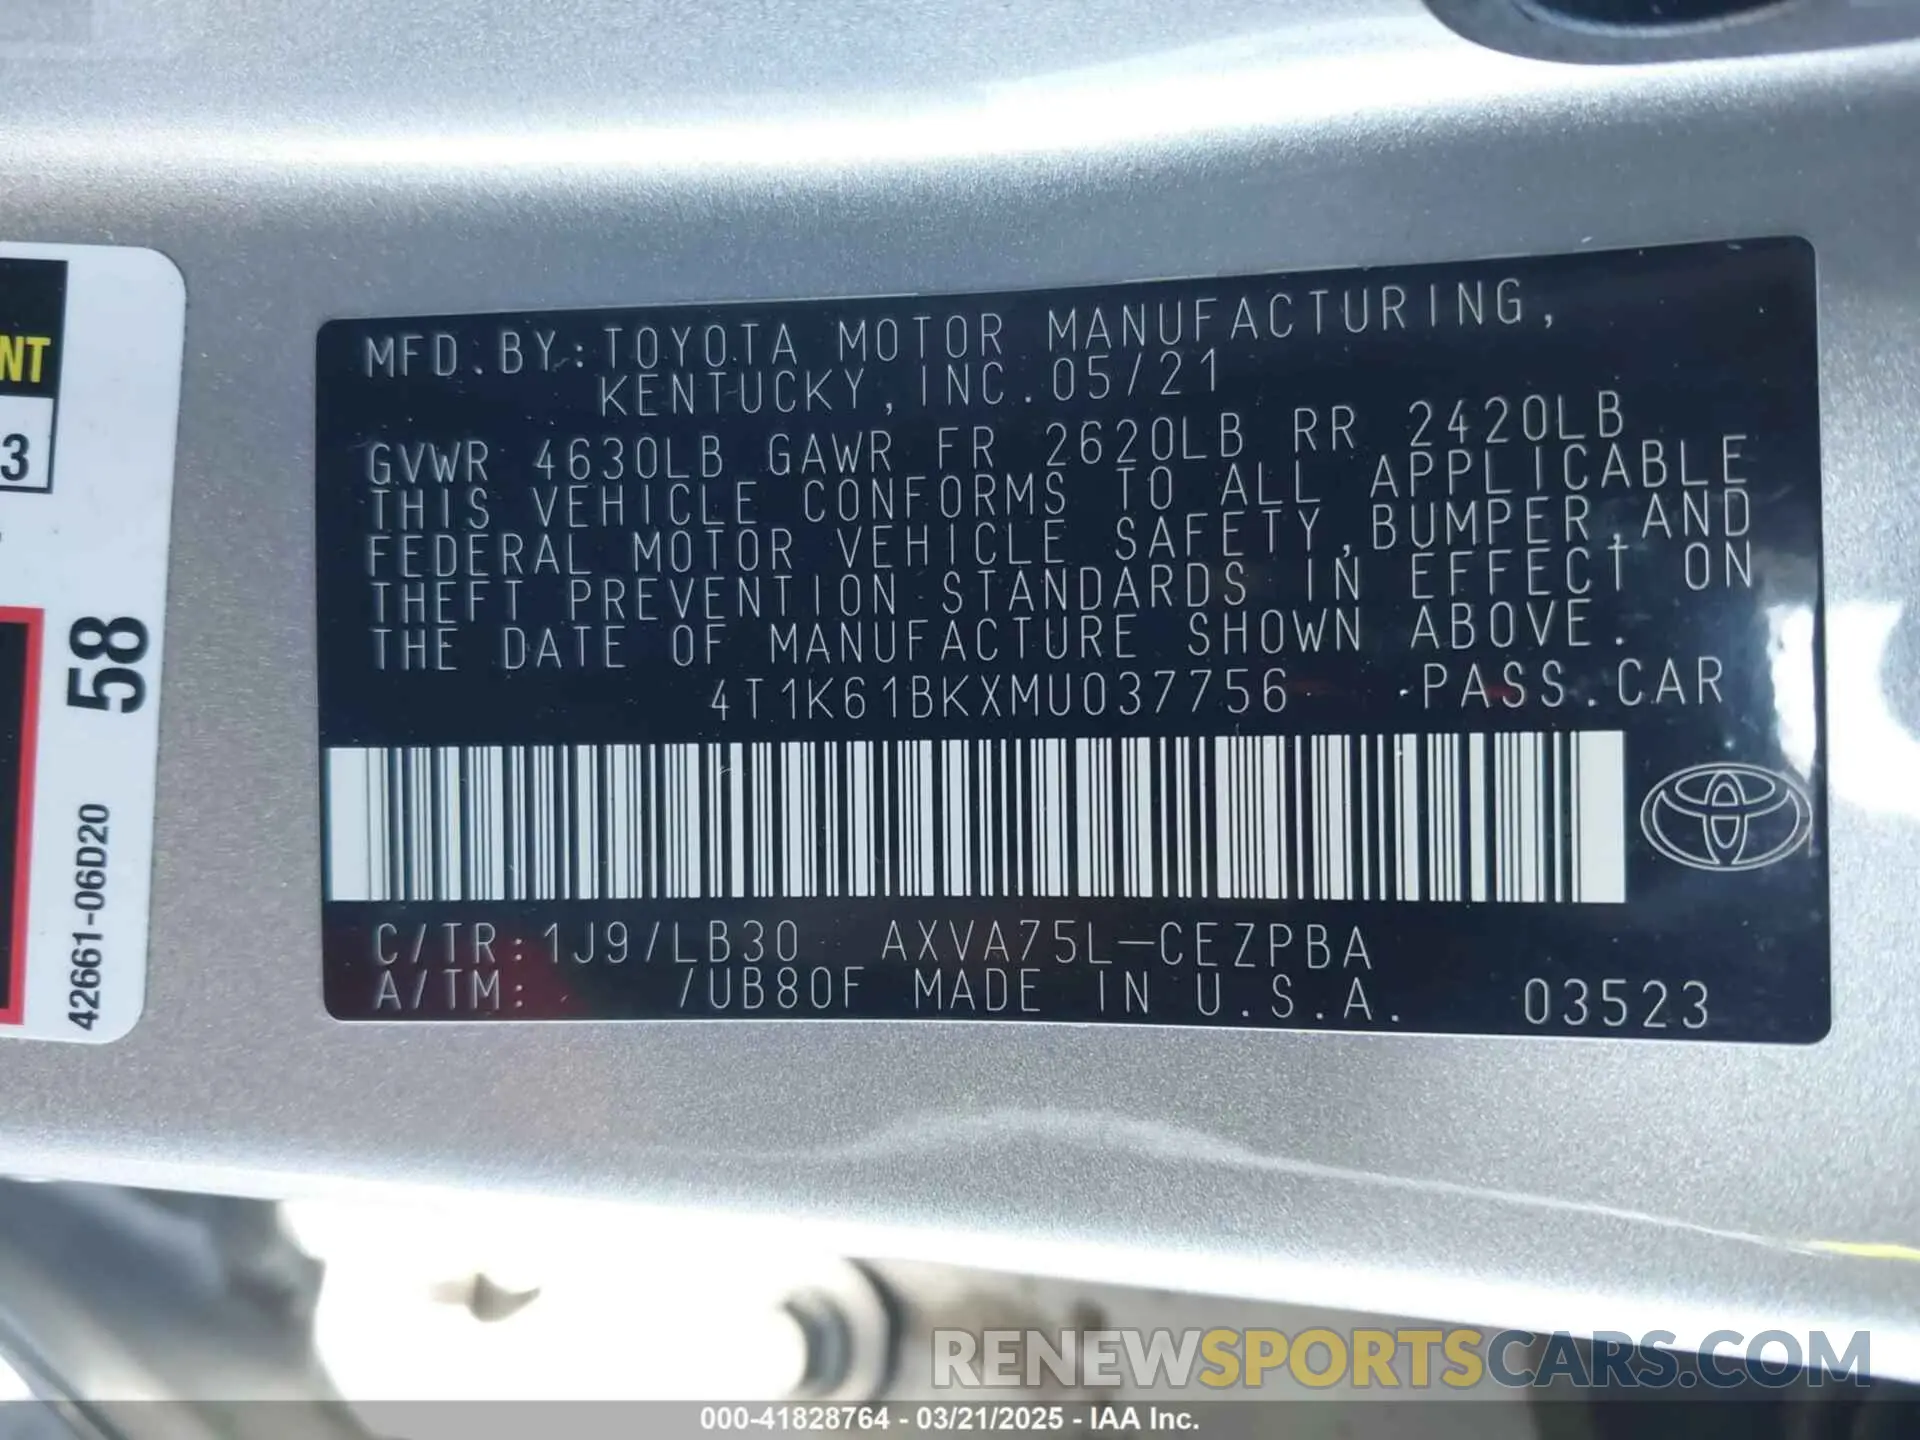 NT
3
58
42661-06D20
MFD.BY:TOYOTA MOTOR MANUFACTURING,
KENTUCKY,INC.05/21
GVWR 4630LB GAWR FR 2620LB RR 2420LB
THIS VEHICLE CONFORMS TO ALL APPLICABLE
FEDERAL MOTOR VEHICLE SAFETY,BUMPER,AND
THEFT PREVENTION STANDARDS IN EFFECT ON
THE DATE OF MANUFACTURE SHOWN ABOVE.
4T1K61BKXMU037756 PASS.CAR
C/TR:1J9/LB30 AXVA75L-CEZPBA
A/TM: /UB80F MADE IN U.S.A. 03523
RENEWSPORTSCARS.COM
000-41828764 - 03/21/2025 - IAA Inc.